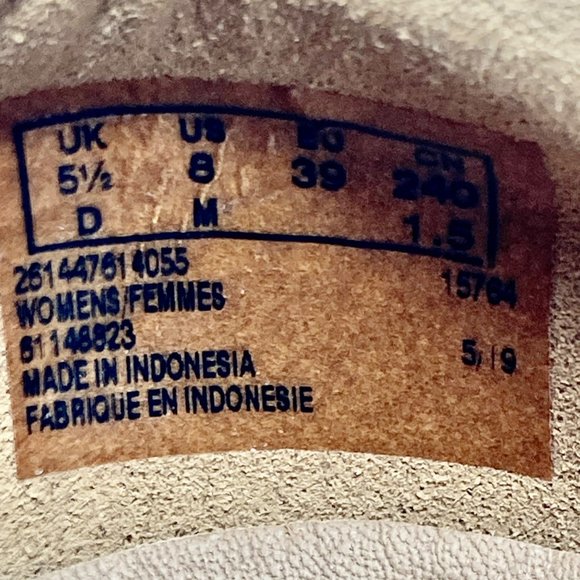 UK US EU CN
5½ 8 39 240
D M 1.5
261447614055 15764
WOMENS/FEMMES
61146823
MADE IN INDONESIA 5/19
FABRIQUE EN INDONESIE